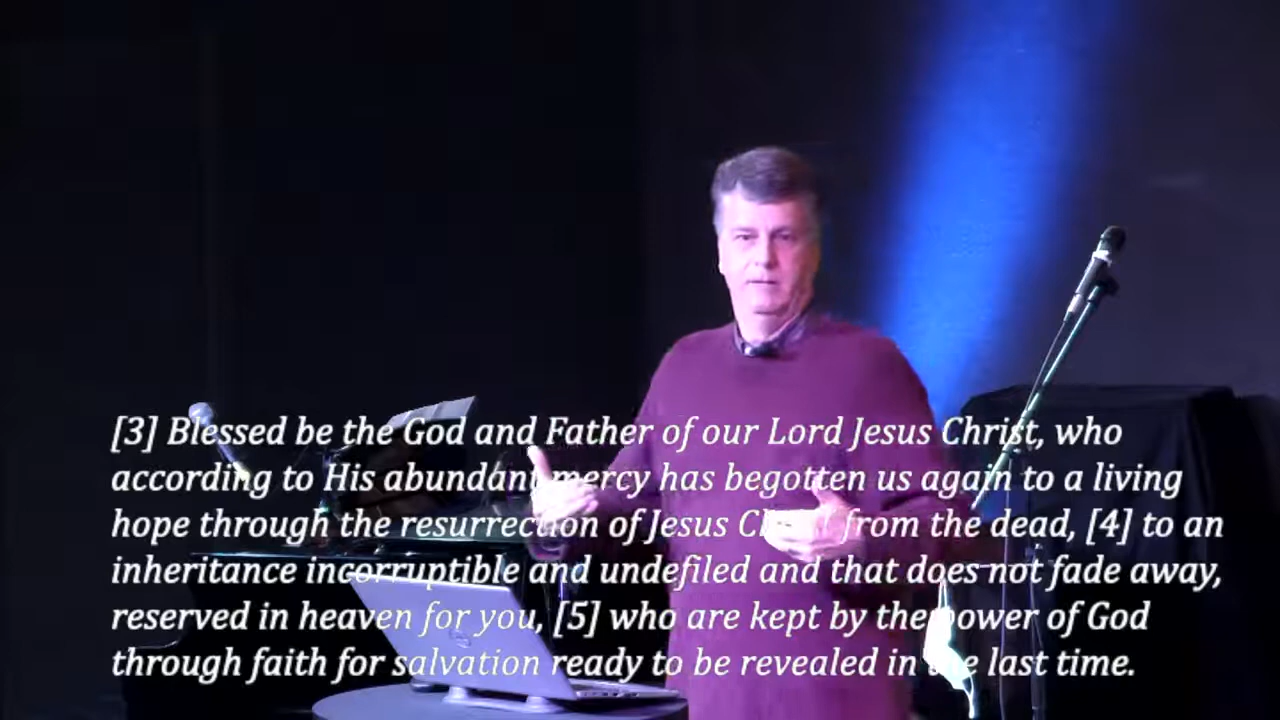 [3] Blessed be the God and Father of our Lord Jesus Christ, who
according to His abundant mercy has begotten us again to a living
hope through the resurrection of Jesus Christ from the dead, [4] to an
inheritance incorruptible and undefiled and that does not fade away,
reserved in heaven for you, [5] who are kept by the power of God
through faith for salvation ready to be revealed in the last time.